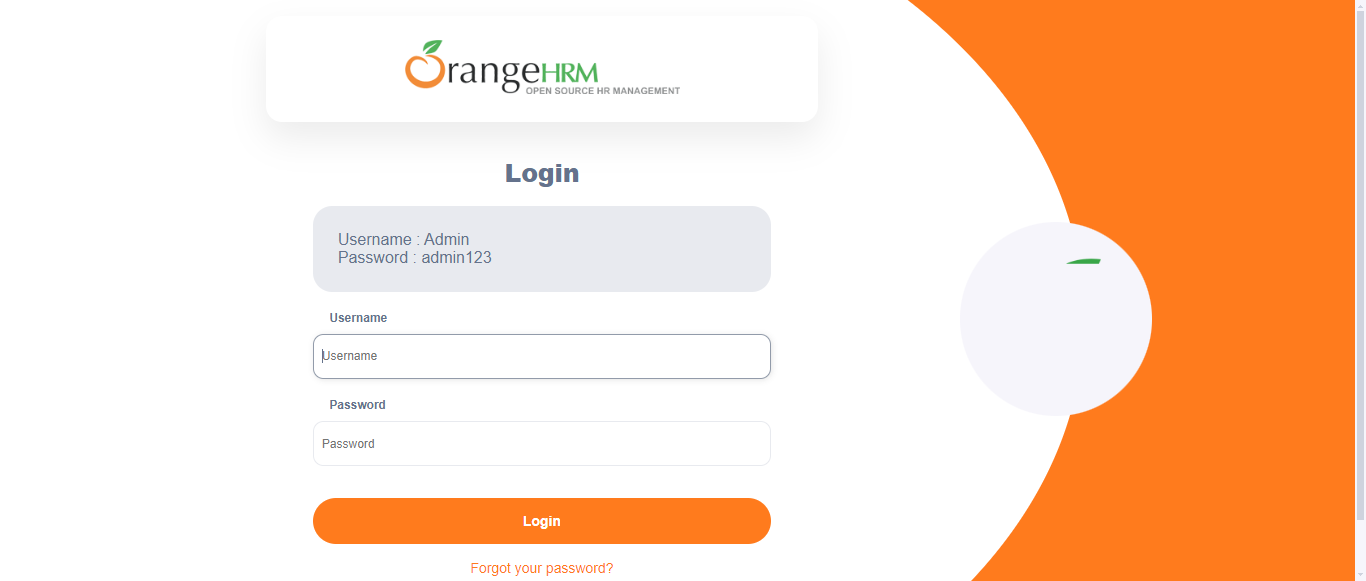 OrangeHRM
OPEN SOURCE HR MANAGEMENT
Login
Username : Admin
Password : admin123
Username
Username
Password
Password
Login
Forgot your password?